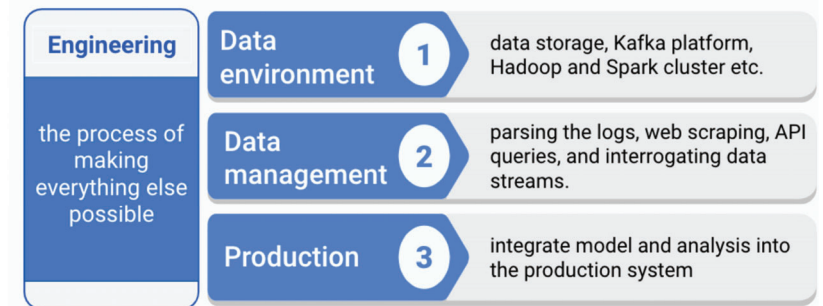 Engineering
the process of
making
everything else
possible
Data
environment
1
data storage, Kafka platform,
Hadoop and Spark cluster etc.
Data
management
2
parsing the logs, web scraping, API
queries, and interrogating data
streams.
Production
3
integrate model and analysis into
the production system